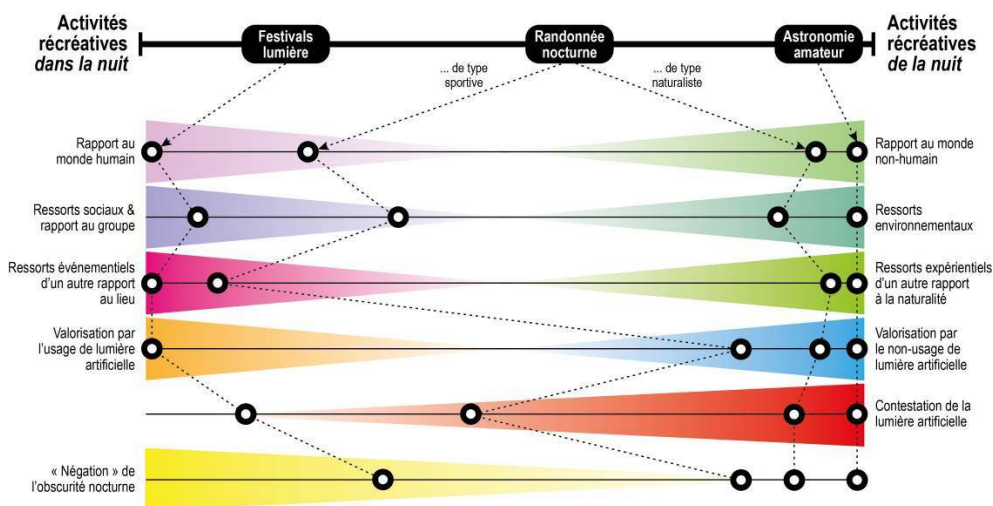 Activités
récréatives
dans la nuit
Festivals
lumière
Randonnée
nocturne
Astronomie
amateur
Activités
récréatives
de la nuit
... de type
sportive
... de type
naturaliste
Rapport au
monde humain
Rapport au monde
non-humain
Ressorts sociaux &
rapport au groupe
Ressorts
environnementaux
Ressorts événementiels
d'un autre rapport
au lieu
Ressorts expérientiels
d'un autre rapport
à la naturalité
Valorisation par
l'usage de lumière
artificielle
Valorisation par
le non-usage de
lumière artificielle
Contestation de la
lumière artificielle
« Négation » de
l'obscurité nocturne